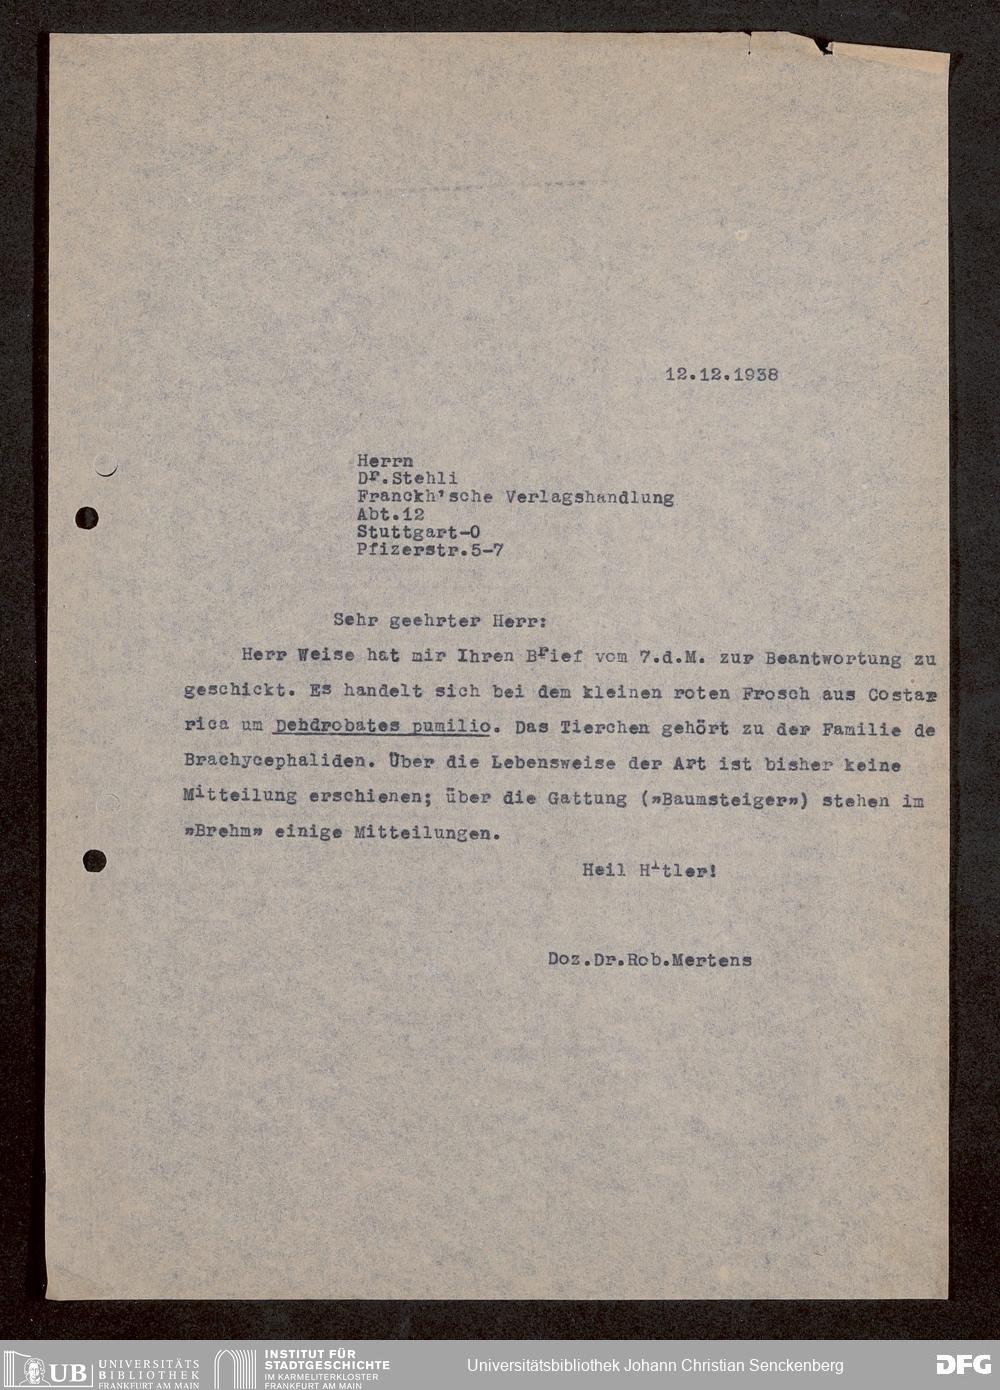 12.12.1938
Herrn
Dr.Stehli
Franckh'sche Verlagshandlung
Abt.12
Stuttgart-O
Pfizerstr.5-7
Sehr geehrter Herr:
Herr Weise hat mir Ihren Brief vom 7.d.M. zur Beantwortung zu
geschickt. Es handelt sich bei dem kleinen roten Frosch aus Costar
rica um Dehdrobates pumilio. Das Tierchen gehört zu der Familie de
Brachycephaliden. Über die Lebensweise der Art ist bisher keine
Mitteilung erschienen; über die Gattung („Baumsteiger„) stehen im
„Brehm„ einige Mitteilungen.
Heil Hitler!
Doz.Dr.Rob.Mertens
UB UNIVERSITÄTS
BIBLIOTHEK
FRANKFURT AM MAIN
INSTITUT FÜR
STADTGESCHICHTE
IM KARMELITERKLOSTER
FRANKFURT AM MAIN
Universitätsbibliothek Johann Christian Senckenberg
DFG